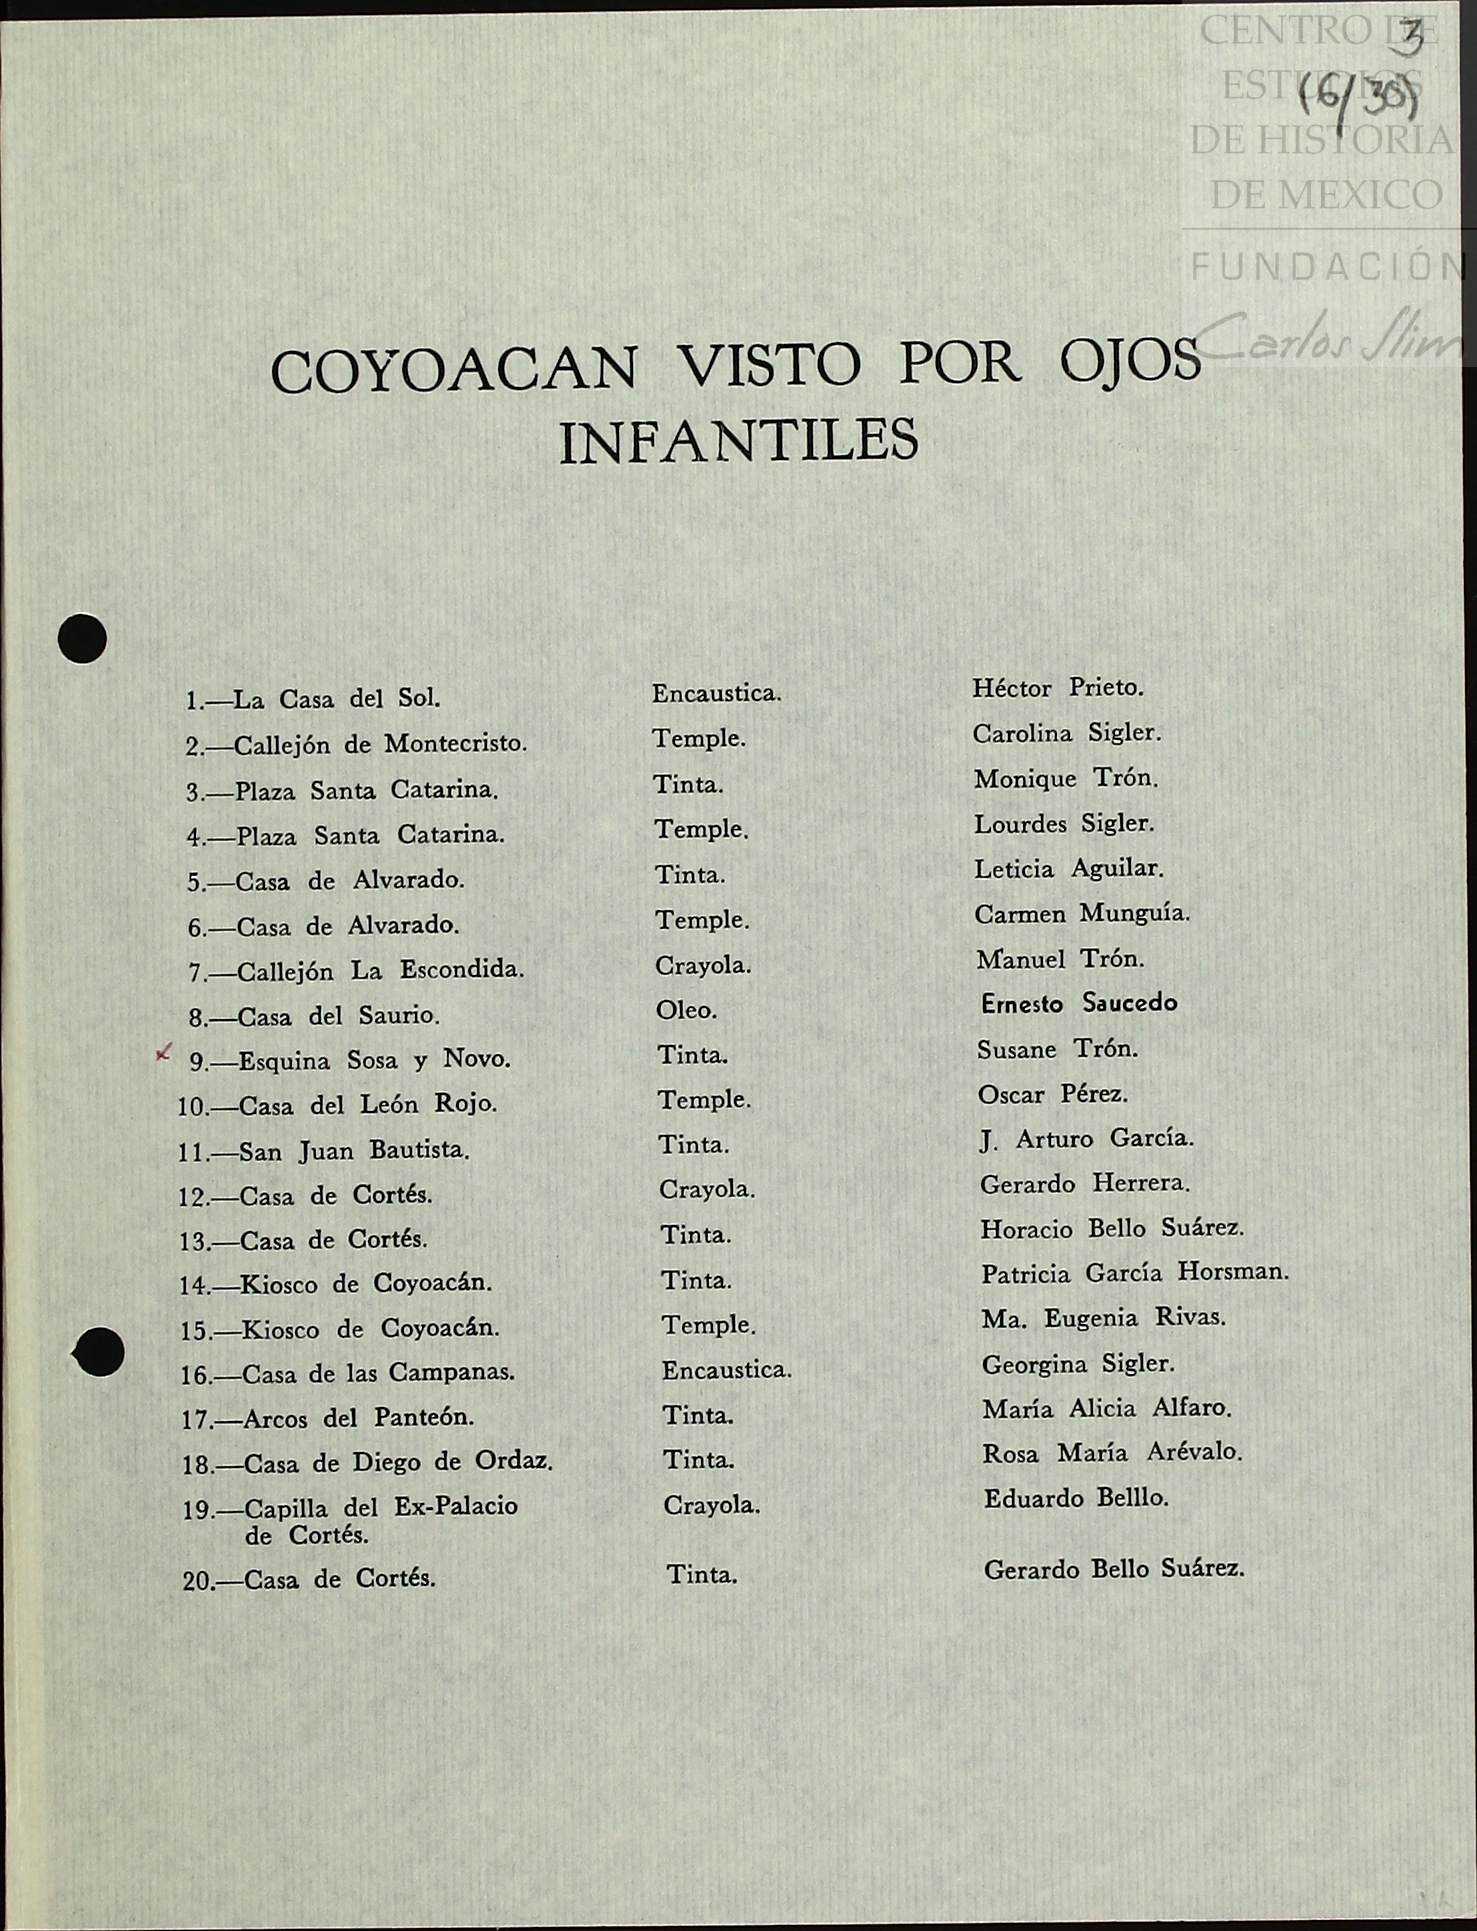 CENTRO DE
ESTUDIOS
DE HISTORIA
DE MEXICO
FUNDACIÓN
Carlos Slim
3
(6/30)
COYOACAN VISTO POR OJOS
INFANTILES
1.—La Casa del Sol. Encaustica. Héctor Prieto.
2.—Callejón de Montecristo. Temple. Carolina Sigler.
3.—Plaza Santa Catarina. Tinta. Monique Trón.
4.—Plaza Santa Catarina. Temple. Lourdes Sigler.
5.—Casa de Alvarado. Tinta. Leticia Aguilar.
6.—Casa de Alvarado. Temple. Carmen Munguía.
7.—Callejón La Escondida. Crayola. Manuel Trón.
8.—Casa del Saurio. Oleo. Ernesto Saucedo
9.—Esquina Sosa y Novo. Tinta. Susane Trón.
10.—Casa del León Rojo. Temple. Oscar Pérez.
11.—San Juan Bautista. Tinta. J. Arturo García.
12.—Casa de Cortés. Crayola. Gerardo Herrera.
13.—Casa de Cortés. Tinta. Horacio Bello Suárez.
14.—Kiosco de Coyoacán. Tinta. Patricia García Horsman.
15.—Kiosco de Coyoacán. Temple. Ma. Eugenia Rivas.
16.—Casa de las Campanas. Encaustica. Georgina Sigler.
17.—Arcos del Panteón. Tinta. María Alicia Alfaro.
18.—Casa de Diego de Ordaz. Tinta. Rosa María Arévalo.
19.—Capilla del Ex-Palacio Crayola. Eduardo Belllo.
de Cortés.
20.—Casa de Cortés. Tinta. Gerardo Bello Suárez.